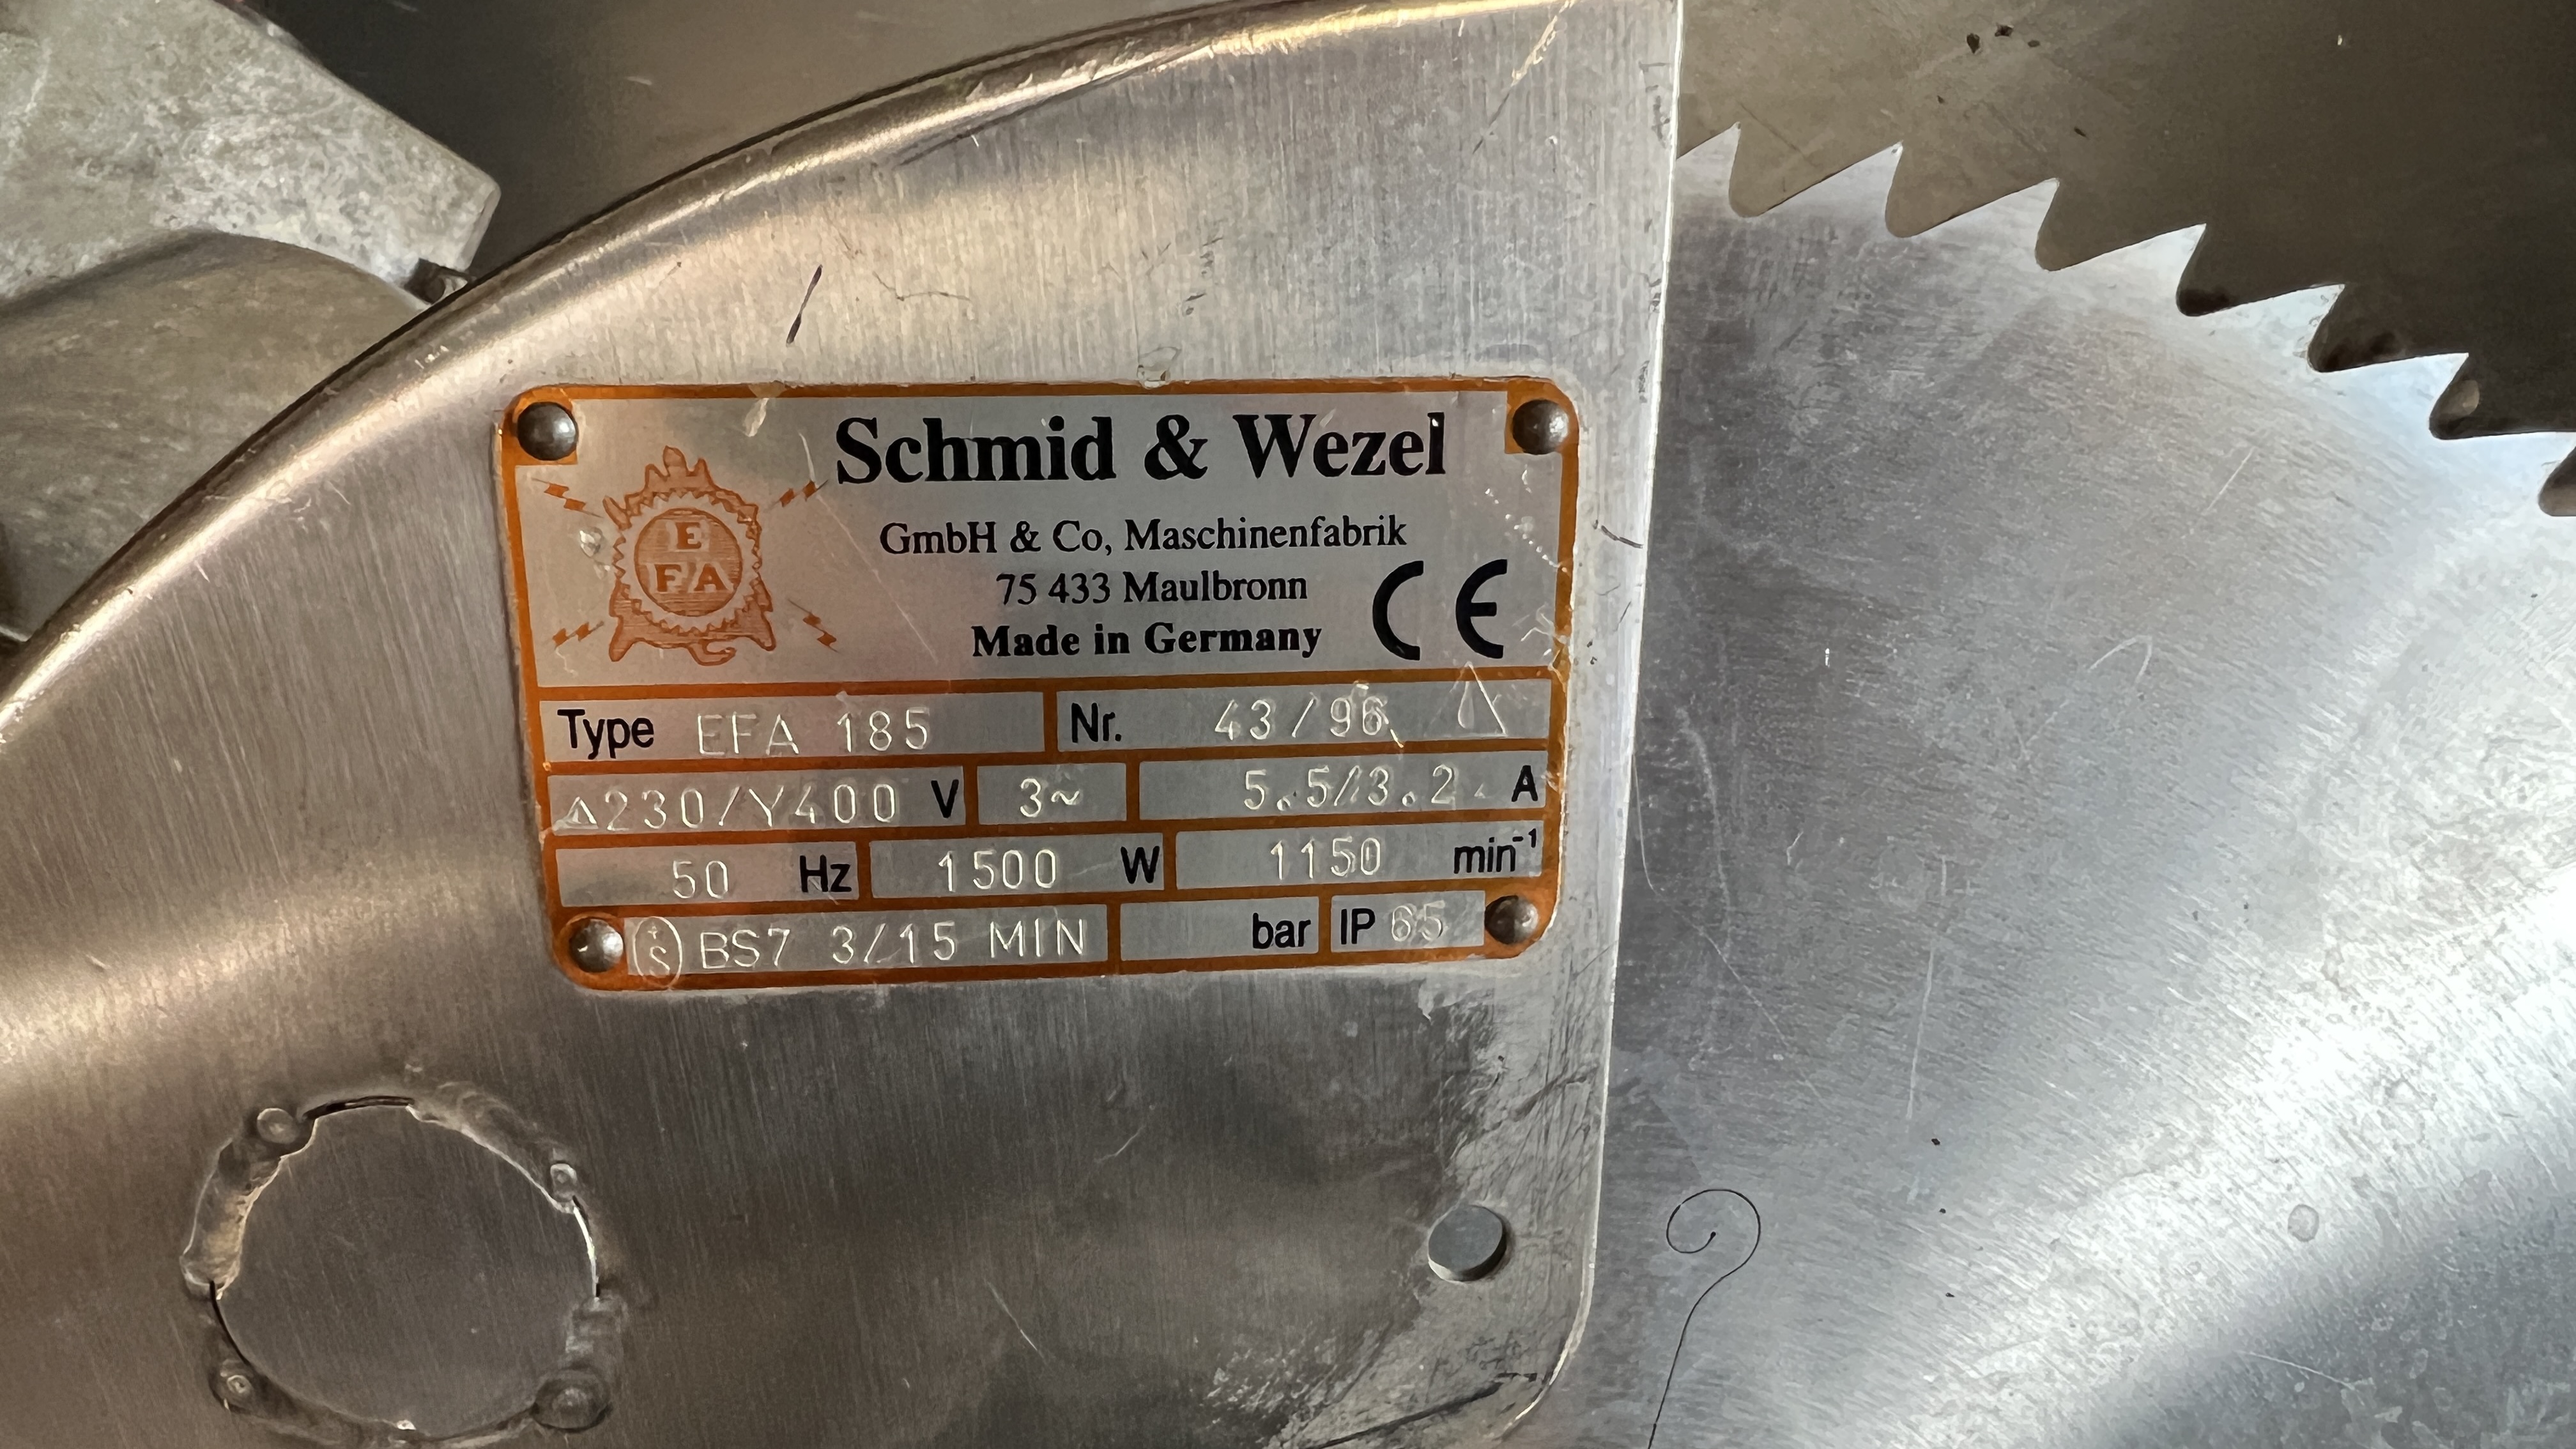 Schmid & Wezel
E
FA
GmbH & Co, Maschinenfabrik
75 433 Maulbronn
Made in Germany
CE
Type EFA 185 Nr. 43/96
Δ230/Y400 V 3~ 5.5/3.2 A
50 Hz 1500 W 1150 min⁻¹
S BS7 3/15 MIN bar IP 65